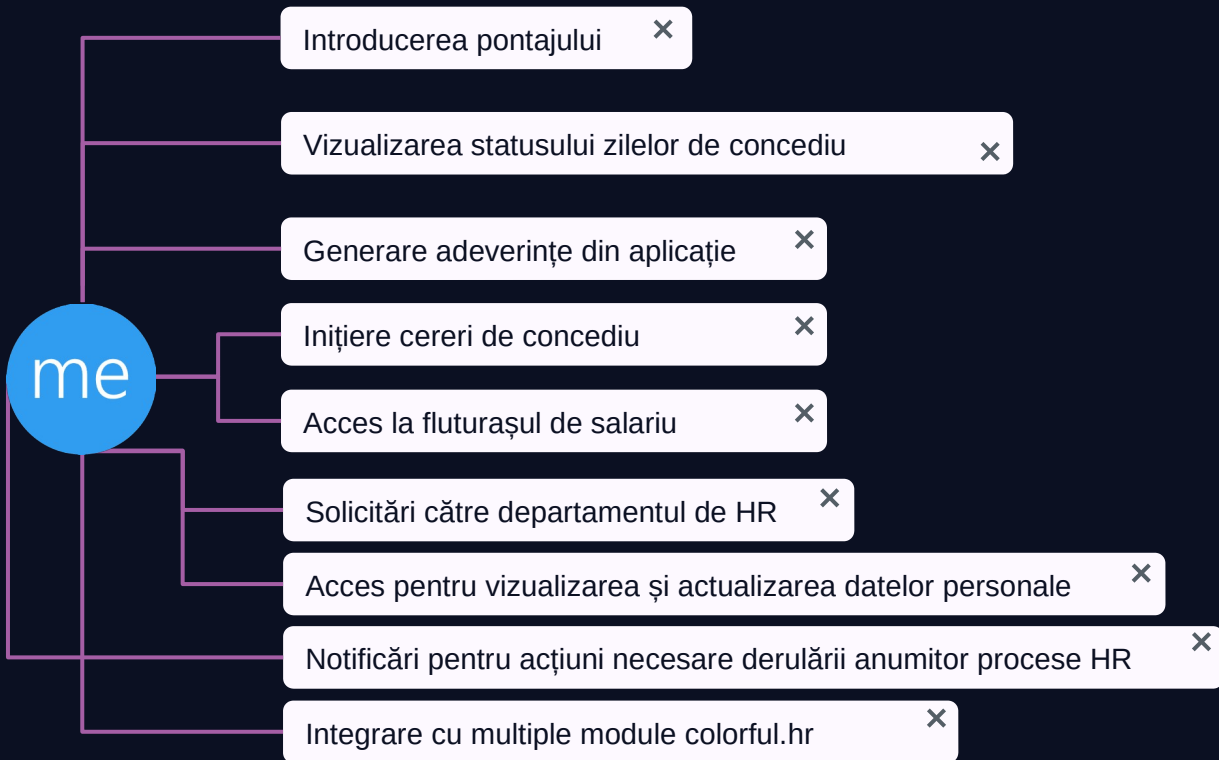 Introducerea pontajului
Vizualizarea statusului zilelor de concediu
Generare adeverințe din aplicație
Inițiere cereri de concediu
me
Acces la fluturașul de salariu
Solicitări către departamentul de HR
Acces pentru vizualizarea și actualizarea datelor personale
Notificări pentru acțiuni necesare derulării anumitor procese HR
Integrare cu multiple module colorful.hr